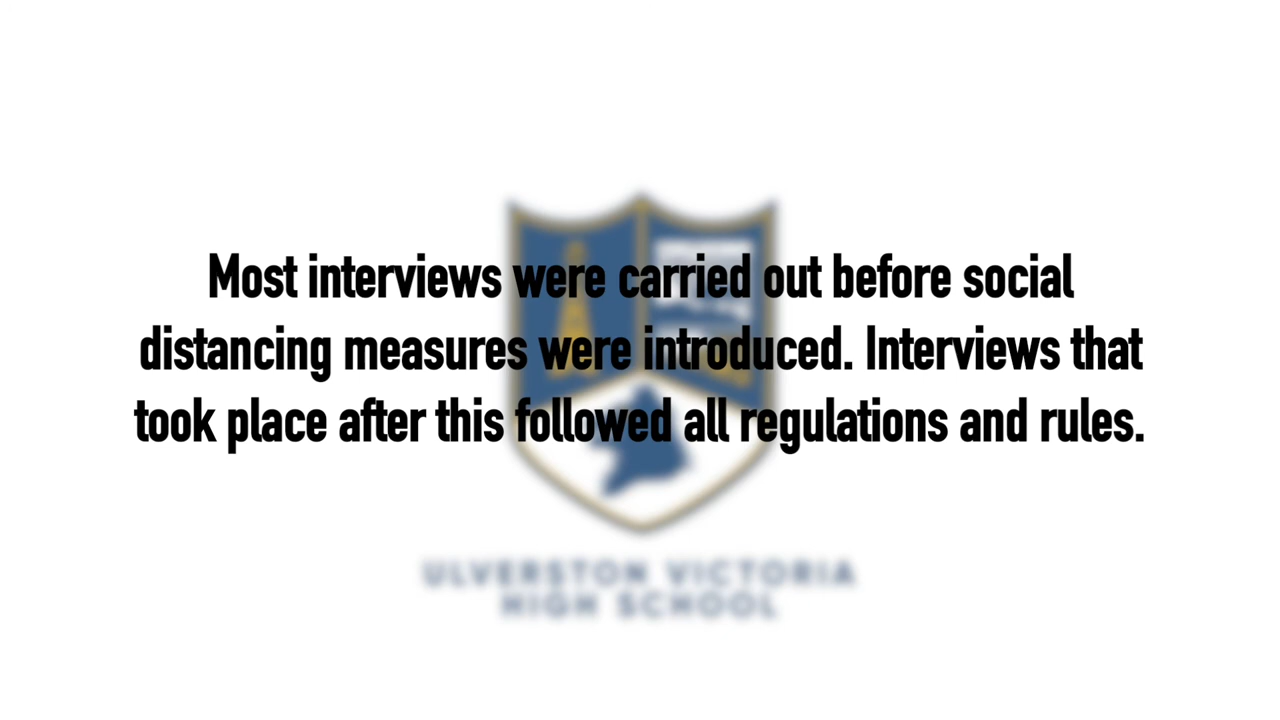 Most interviews were carried out before social
distancing measures were introduced. Interviews that
took place after this followed all regulations and rules.
ULVERSTON VICTORIA
HIGH SCHOOL